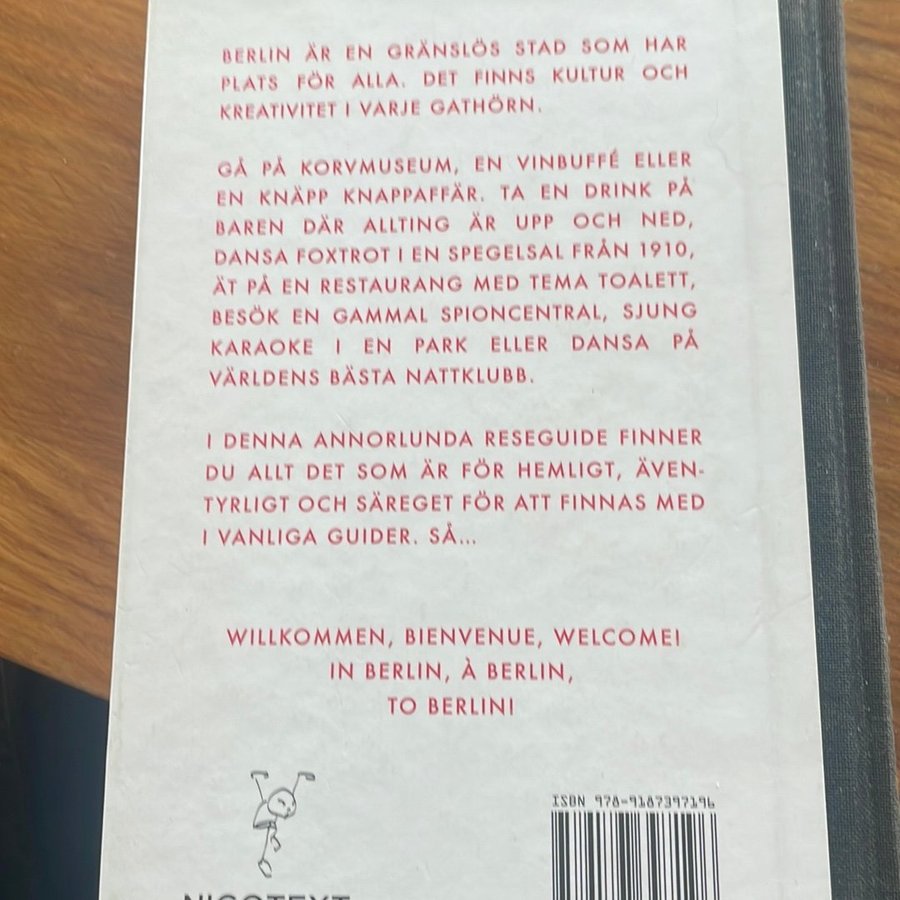 BERLIN ÄR EN GRÄNSLÖS STAD SOM HAR
PLATS FÖR ALLA. DET FINNS KULTUR OCH
KREATIVITET I VARJE GATHÖRN.
GÅ PÅ KORVMUSEUM, EN VINBUFFÉ ELLER
EN KNÄPP KNAPPAFFÄR. TA EN DRINK PÅ
BAREN DÄR ALLTING ÄR UPP OCH NED,
DANSA FOXTROT I EN SPEGELSAL FRÅN 1910,
ÄT PÅ EN RESTAURANG MED TEMA TOALETT,
BESÖK EN GAMMAL SPIONCENTRAL, SJUNG
KARAOKE I EN PARK ELLER DANSA PÅ
VÄRLDENS BÄSTA NATTKLUBB.
I DENNA ANNORLUNDA RESEGUIDE FINNER
DU ALLT DET SOM ÄR FÖR HEMLIGT, ÄVEN-
TYRLIGT OCH SÄREGET FÖR ATT FINNAS MED
I VANLIGA GUIDER. SÅ...
WILLKOMMEN, BIENVENUE, WELCOME!
IN BERLIN, À BERLIN,
TO BERLIN!
ISBN 978-9187397196
NICOTEXT